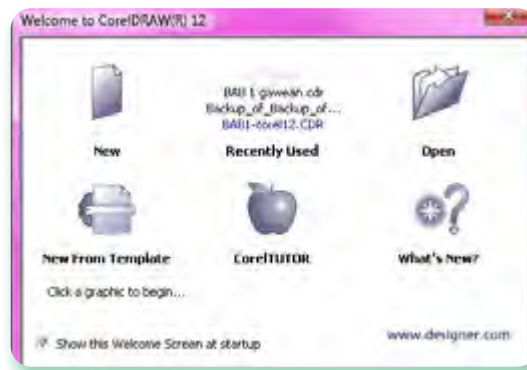 Welcome to CorelDRAW(R) 12
BAB 1 gawean.cdr
Backup_of_Backup_of...
BAB1-corel12.CDR
New
Recently Used
Open
New From Template
CorelTUTOR
What's New?
Click a graphic to begin...
Show this Welcome Screen at startup
www.designer.com